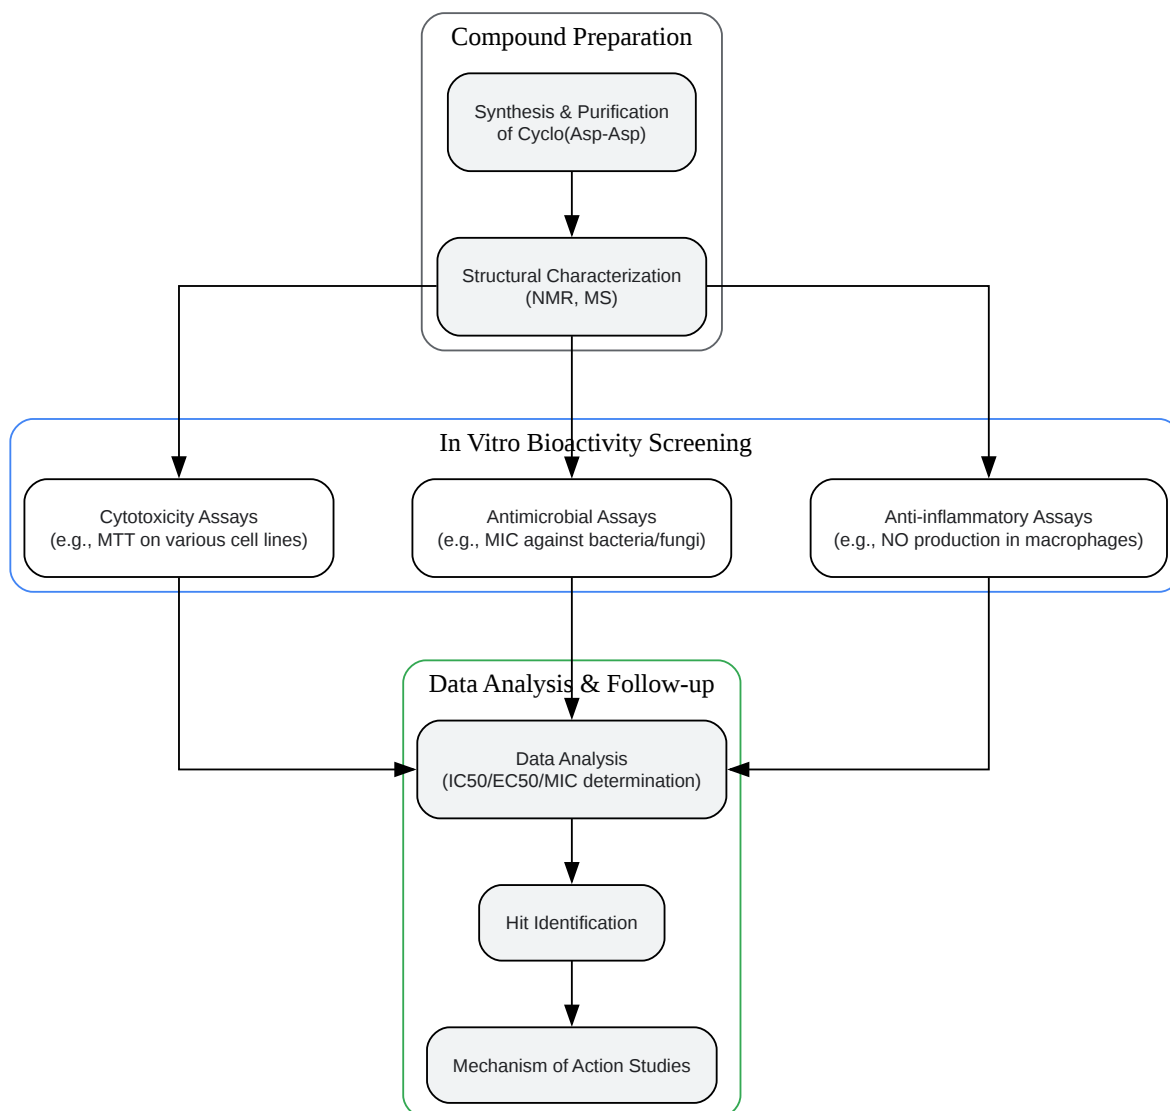 Compound Preparation
Synthesis & Purification
of Cyclo(Asp-Asp)
Structural Characterization
(NMR, MS)
In Vitro Bioactivity Screening
Cytotoxicity Assays
(e.g., MTT on various cell lines)
Antimicrobial Assays
(e.g., MIC against bacteria/fungi)
Anti-inflammatory Assays
(e.g., NO production in macrophages)
Data Analysis & Follow-up
Data Analysis
(IC50/EC50/MIC determination)
Hit Identification
Mechanism of Action Studies